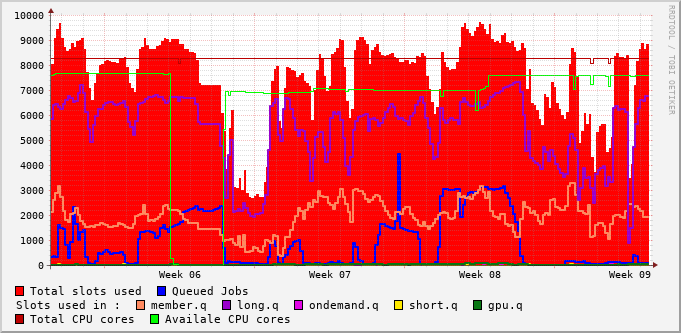 10000
9000
8000
7000
6000
5000
4000
3000
2000
1000
0
Week 06 Week 07 Week 08 Week 09
RRDTOOL / TOBI OETIKER
Total slots used Queued Jobs
Slots used in : member.q long.q ondemand.q short.q gpu.q
Total CPU cores Availale CPU cores